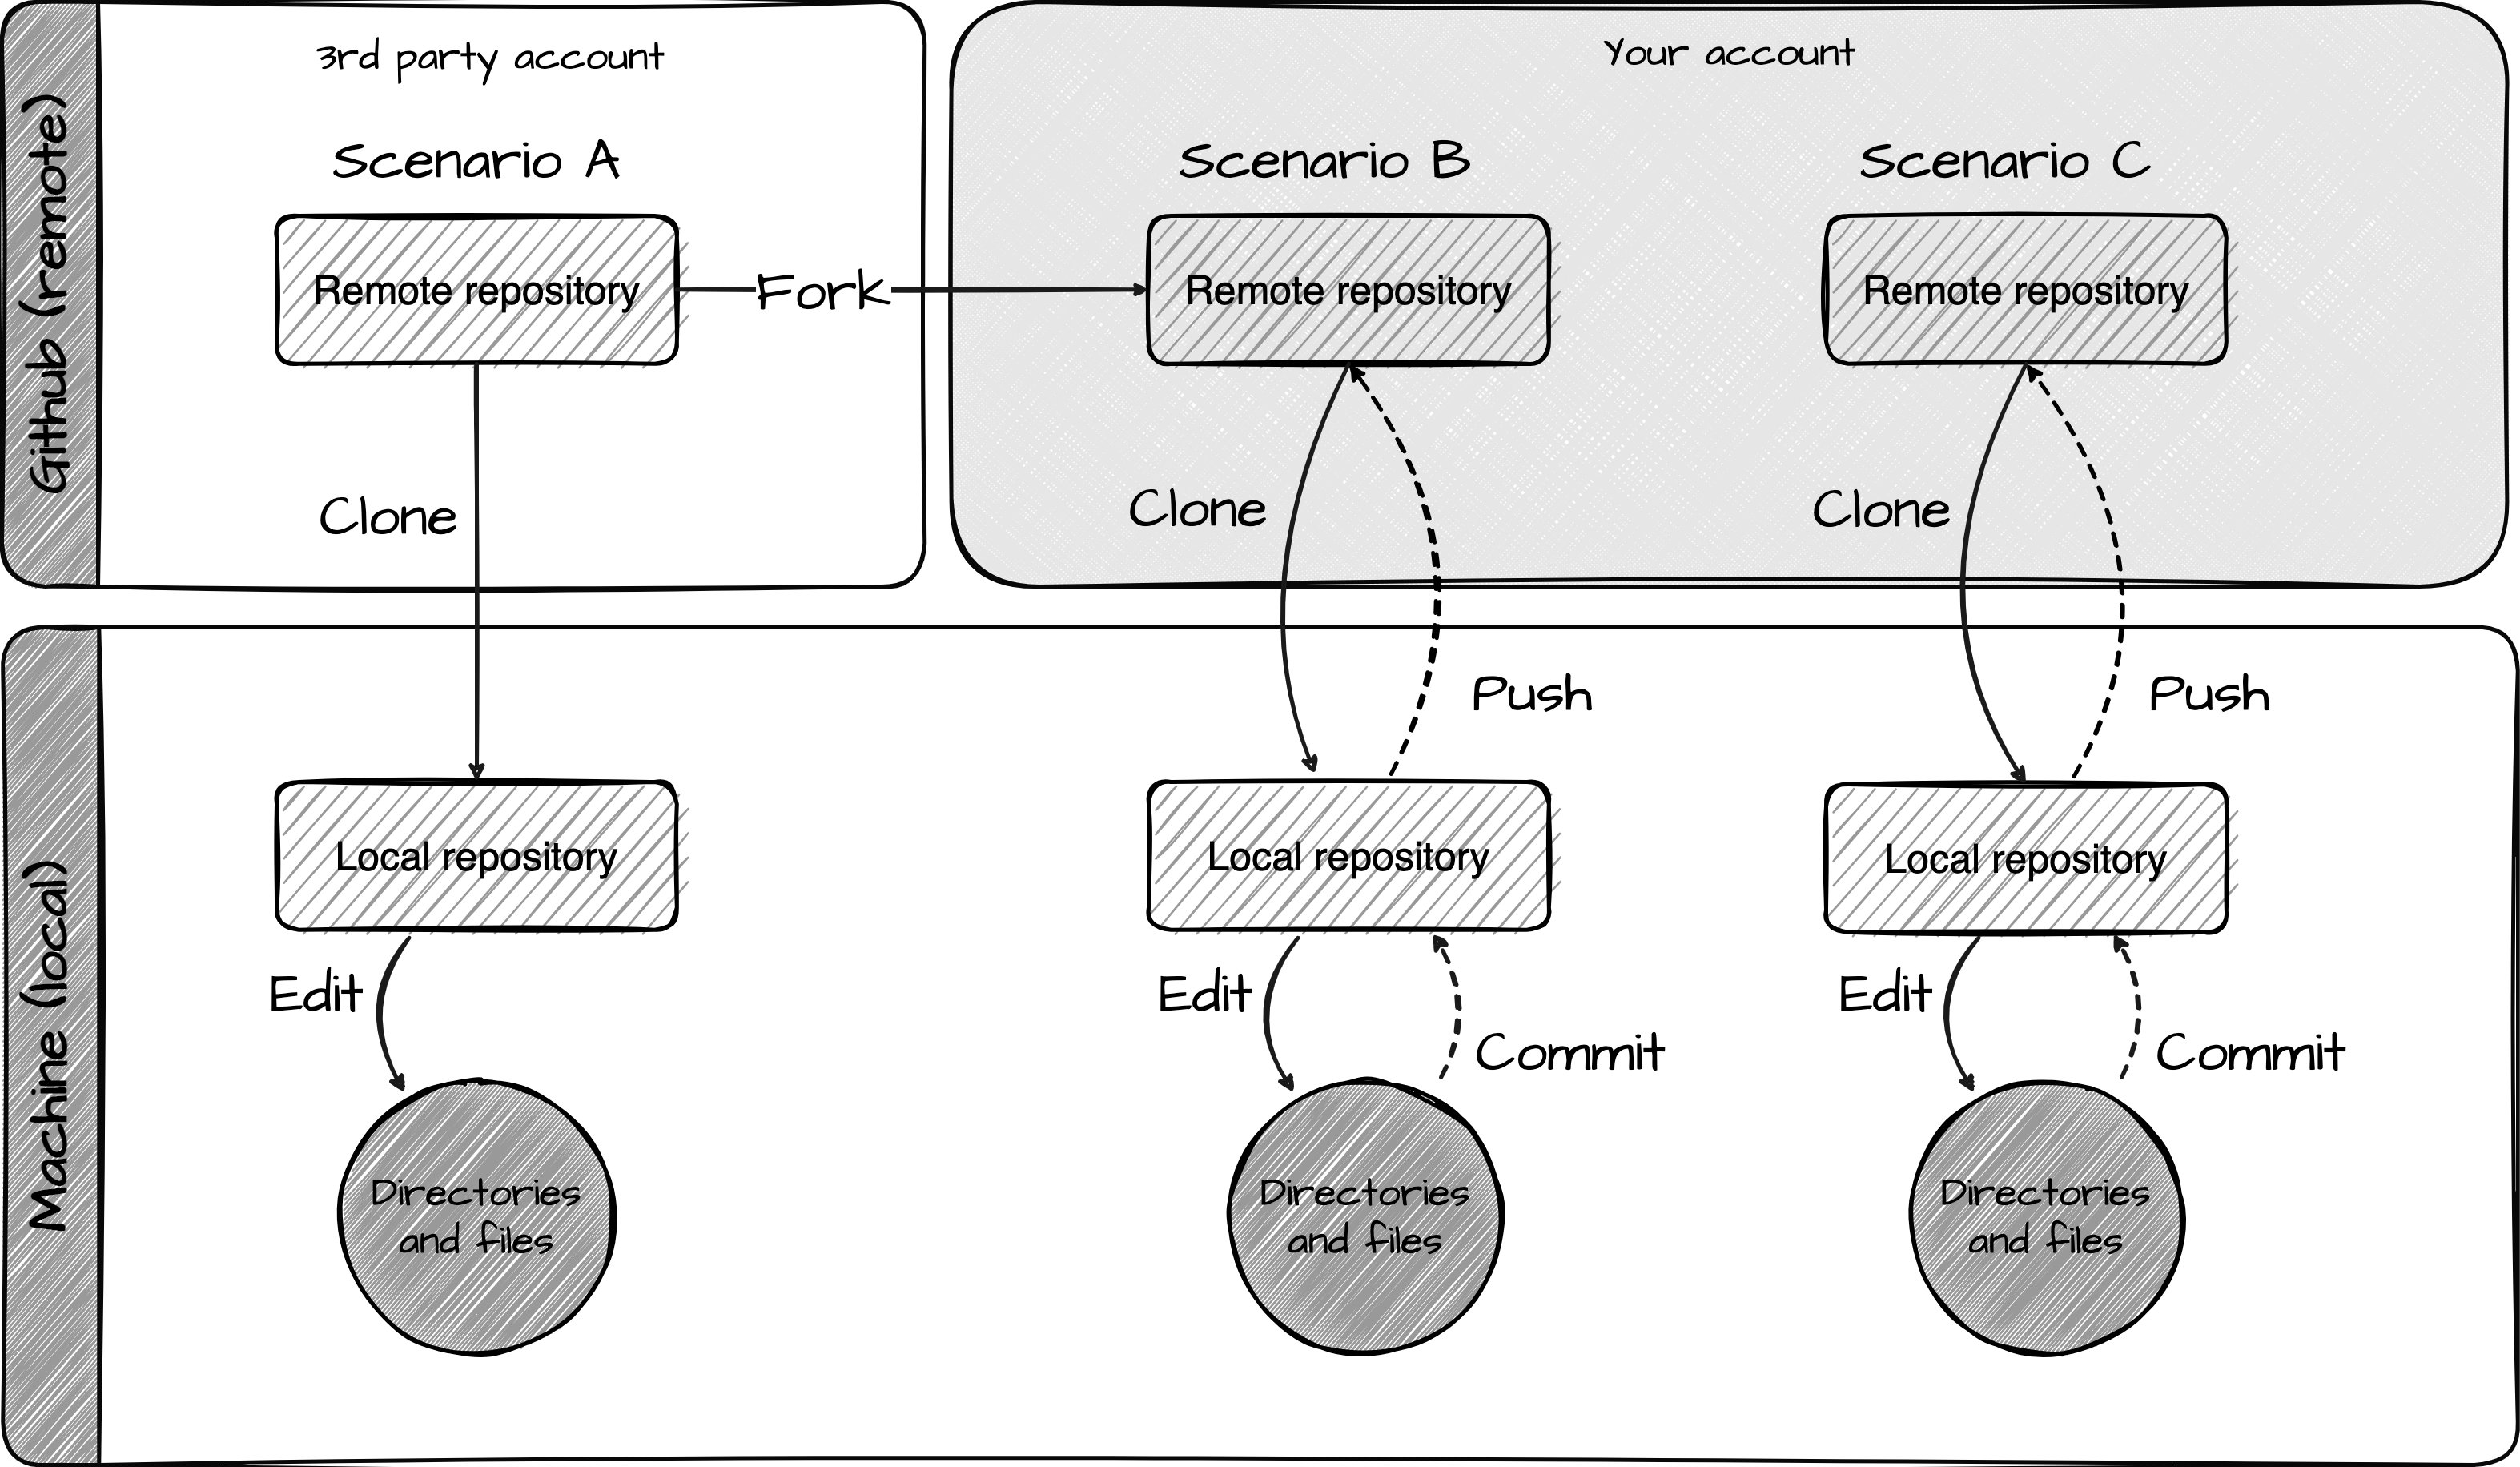 Github (remote)
3rd party account
Your account
Scenario A
Scenario B
Scenario C
Remote repository
Fork
Remote repository
Remote repository
Clone
Clone
Clone
Machine (local)
Push
Push
Local repository
Local repository
Local repository
Edit
Edit
Commit
Edit
Commit
Directories
and files
Directories
and files
Directories
and files